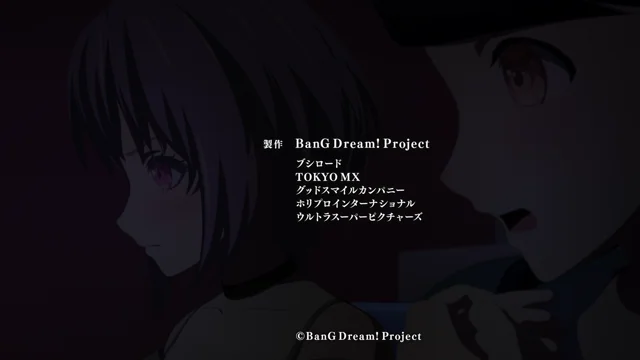 製作 BanG Dream! Project
ブシロード
TOKYO MX
グッドスマイルカンパニー
ホリプロインターナショナル
ウルトラスーパーピクチャーズ
©BanG Dream! Project